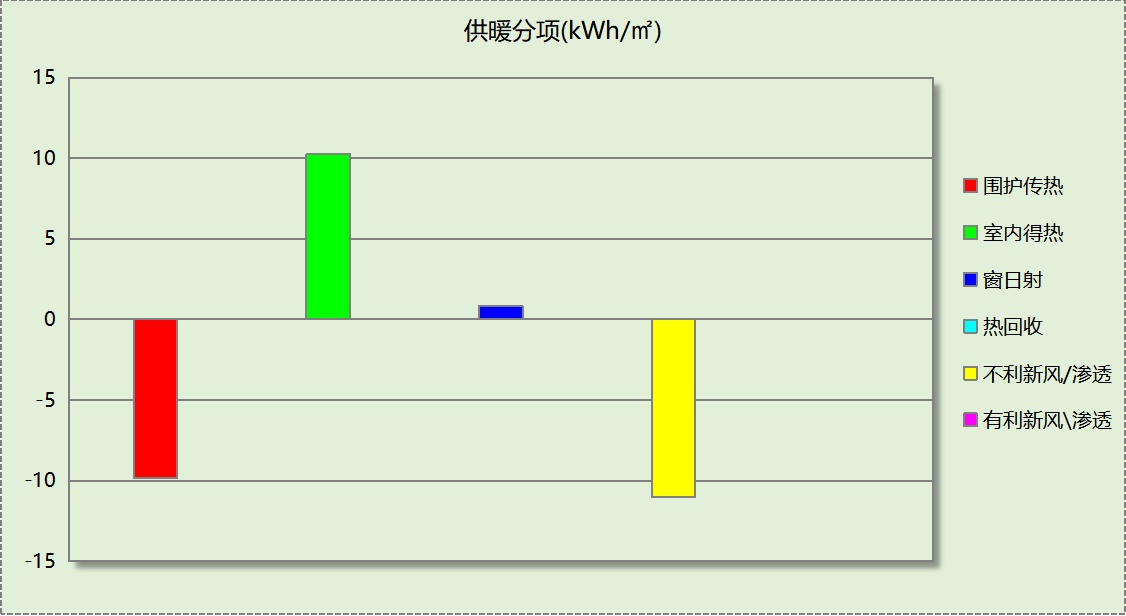 供暖分项(kWh/㎡)
15
10
5
0
-5
-10
-15
围护传热
室内得热
窗日射
热回收
不利新风/渗透
有利新风\渗透